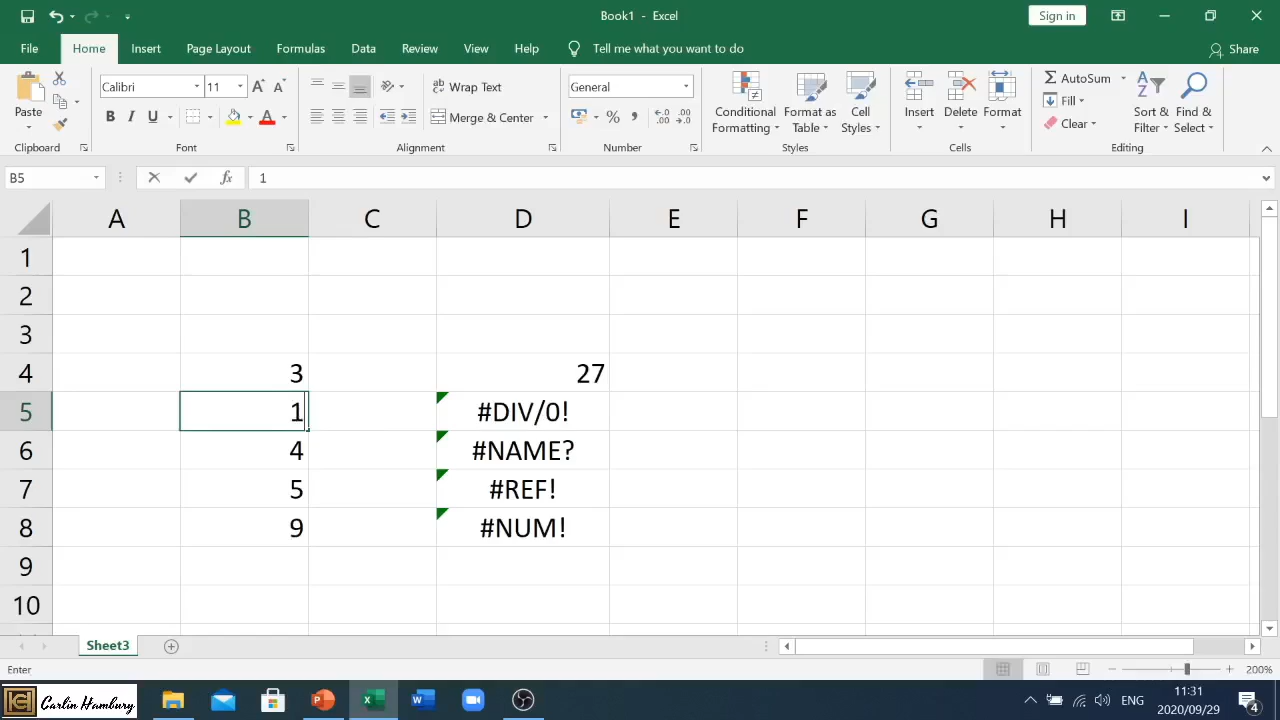 Book1 - Excel
Sign in
File Home Insert Page Layout Formulas Data Review View Help Tell me what you want to do Share
Paste
Clipboard
Calibri 11
B I U
Font
Wrap Text
Merge & Center
Alignment
General
% ,
Number
Conditional Formatting
Format as Table
Cell Styles
Styles
Insert Delete Format
Cells
AutoSum
Fill
Clear
Sort & Filter
Find & Select
Editing
B5 fx 1
A B C D E F G H I
1
2
3
4 3 27
5 1 #DIV/0!
6 4 #NAME?
7 5 #REF!
8 9 #NUM!
9
10
Sheet3
Enter 200%
Carlin Hambury ENG 11:31
2020/09/29 4